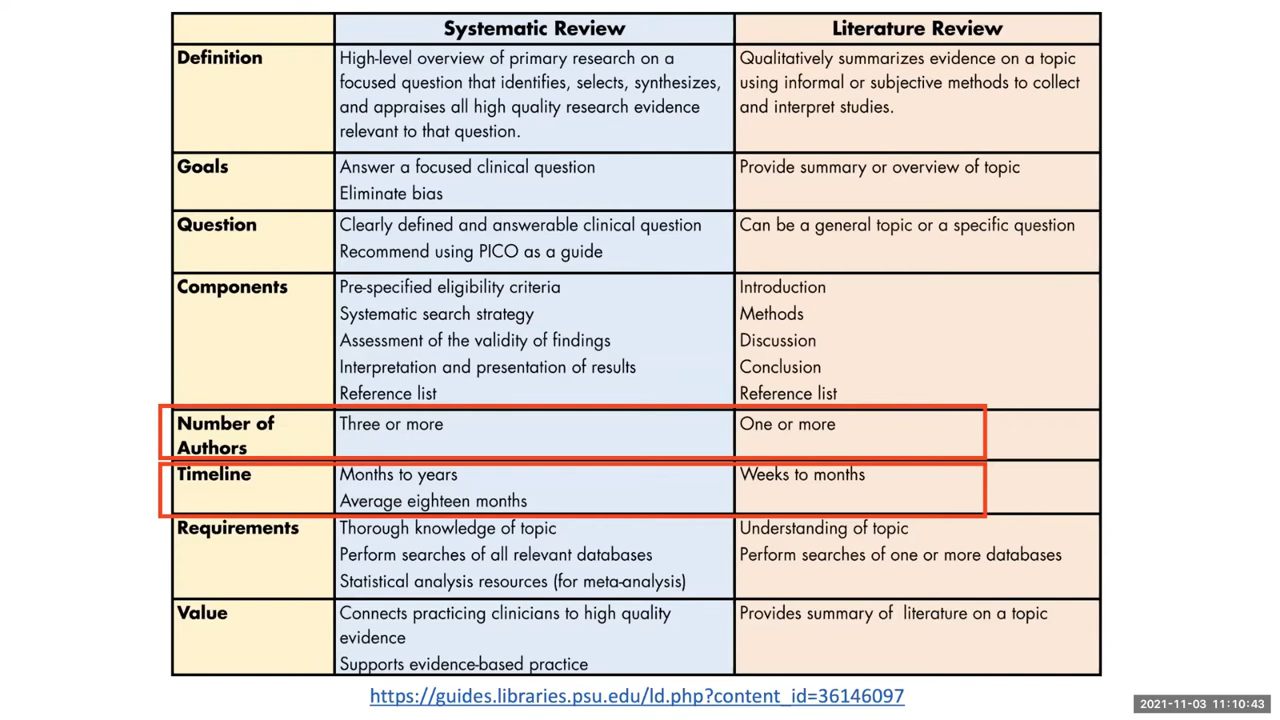 Systematic Review
Literature Review
Definition
High-level overview of primary research on a
focused question that identifies, selects, synthesizes,
and appraises all high quality research evidence
relevant to that question.
Qualitatively summarizes evidence on a topic
using informal or subjective methods to collect
and interpret studies.
Goals
Answer a focused clinical question
Eliminate bias
Provide summary or overview of topic
Question
Clearly defined and answerable clinical question
Recommend using PICO as a guide
Can be a general topic or a specific question
Components
Pre-specified eligibility criteria
Systematic search strategy
Assessment of the validity of findings
Interpretation and presentation of results
Reference list
Introduction
Methods
Discussion
Conclusion
Reference list
Number of
Authors
Three or more
One or more
Timeline
Months to years
Average eighteen months
Weeks to months
Requirements
Thorough knowledge of topic
Perform searches of all relevant databases
Statistical analysis resources (for meta-analysis)
Understanding of topic
Perform searches of one or more databases
Value
Connects practicing clinicians to high quality
evidence
Supports evidence-based practice
Provides summary of literature on a topic
https://guides.libraries.psu.edu/ld.php?content_id=36146097
2021-11-03 11:10:43